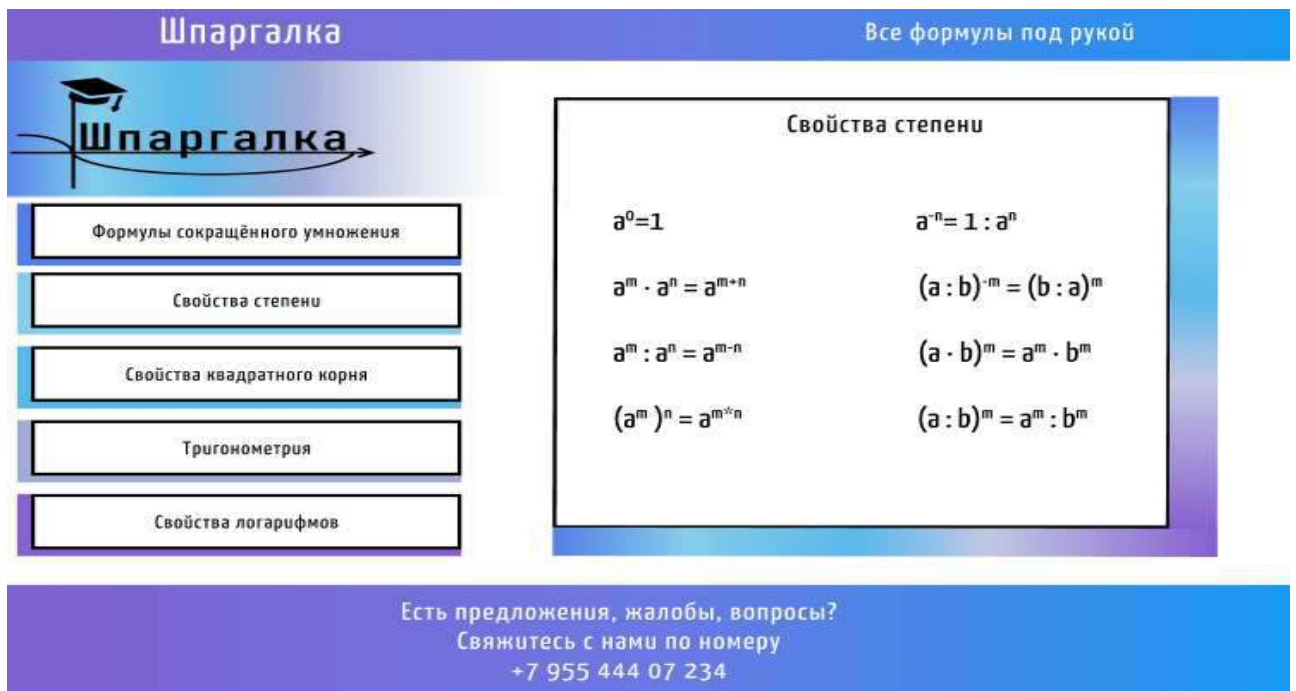 Шпаргалка
Все формулы под рукой
Шпаргалка
Формулы сокращённого умножения
Свойства степени
Свойства квадратного корня
Тригонометрия
Свойства логарифмов
Свойства степени
a⁰=1
a⁻ⁿ= 1 : aⁿ
aᵐ · aⁿ = aᵐ⁺ⁿ
(a : b)⁻ᵐ = (b : a)ᵐ
aᵐ : aⁿ = aᵐ⁻ⁿ
(a · b)ᵐ = aᵐ · bᵐ
(aᵐ )ⁿ = aᵐ*ⁿ
(a : b)ᵐ = aᵐ : bᵐ
Есть предложения, жалобы, вопросы?
Свяжитесь с нами по номеру
+7 955 444 07 234